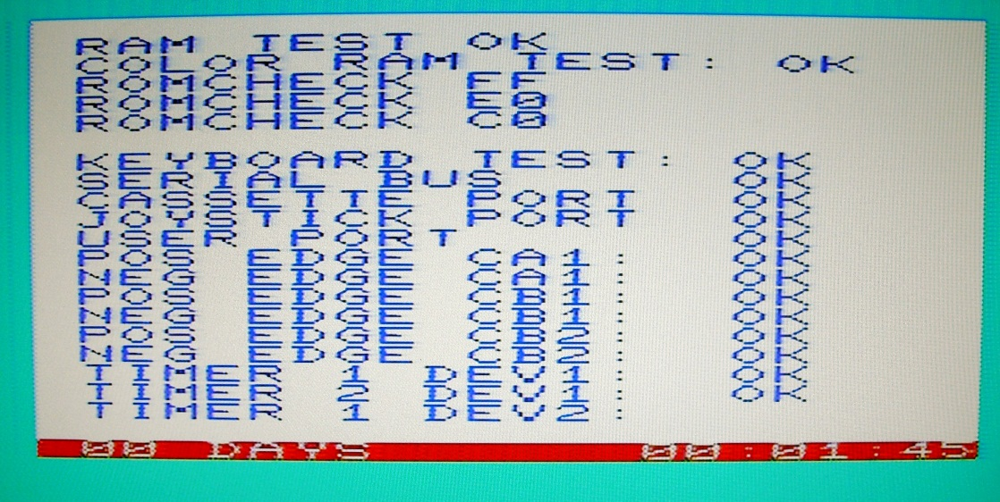 RAM TEST OK
COLOR RAM TEST: OK
ROMCHECK
ROMCHECK E0
ROMCHECK C0
KEYBOARD TEST: OK
SERIAL BUS OK
CASSETTE PORT OK
JOYSTICK PORT OK
USER PORT OK
POS EDGE CA1: OK
NEG EDGE CA1: OK
POS EDGE CB1: OK
NEG EDGE CB1: OK
POS EDGE CB2: OK
NEG EDGE CB2: OK
TIMER 1 DEV1: OK
TIMER 2 DEV1: OK
TIMER 1 DEV2:
00 DAYS 00:01:45